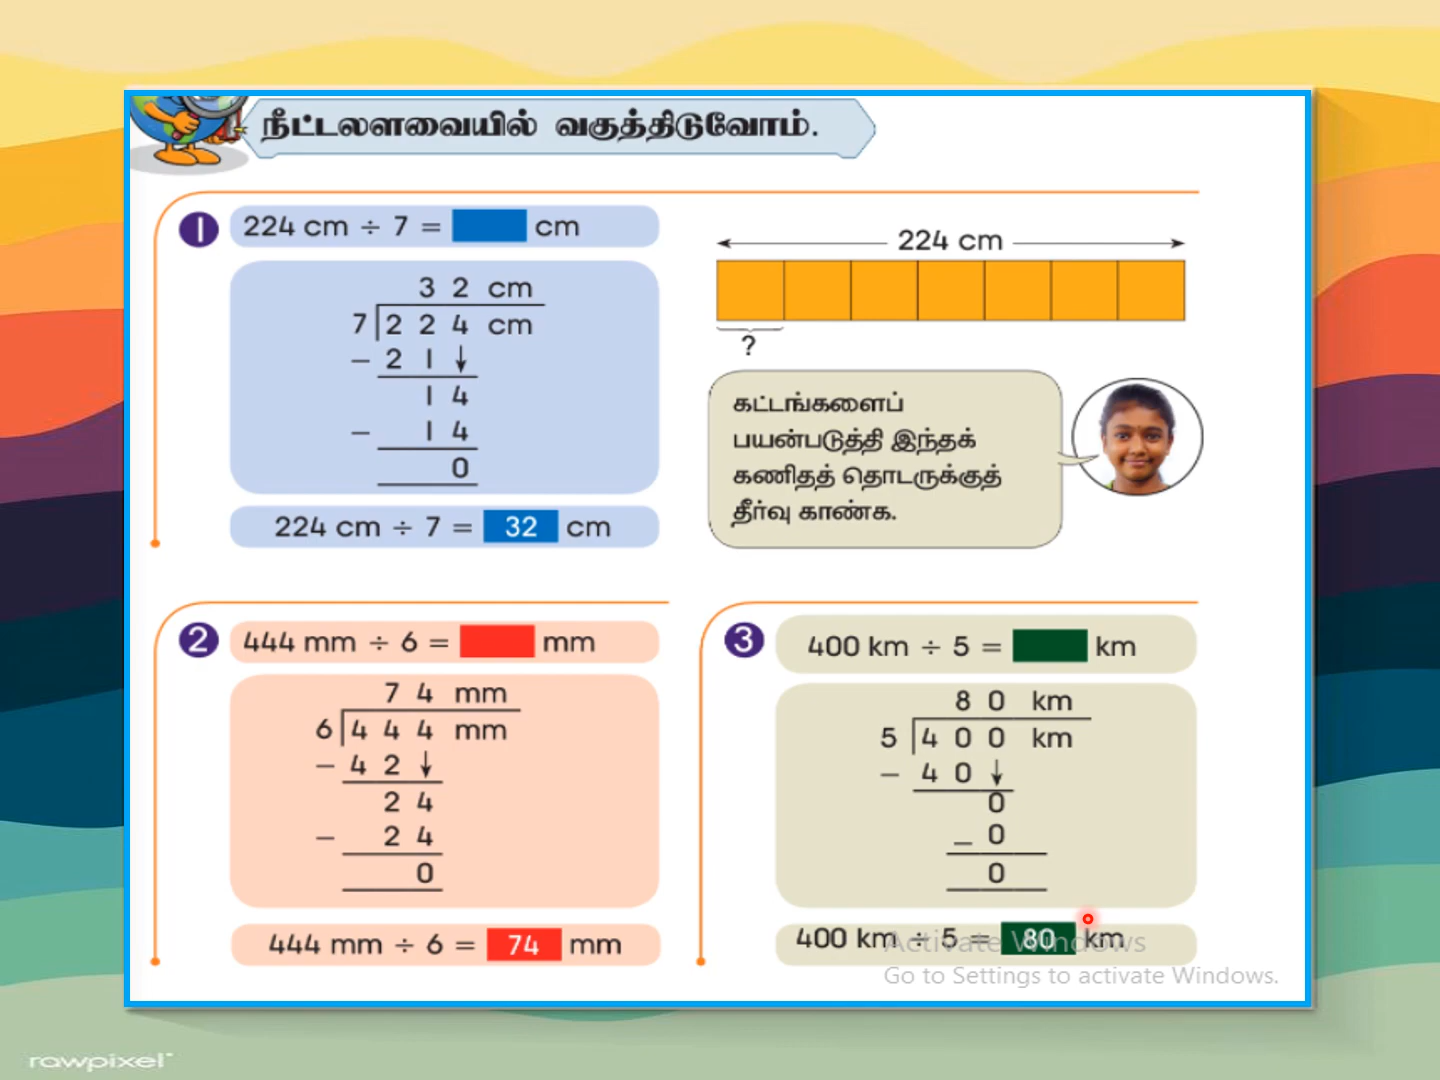 நீட்டலளவையில் வகுத்திடுவோம்.
1
224 cm ÷ 7 = cm
3 2 cm
7 2 2 4 cm
− 2 1 ↓
1 4
− 1 4
0
224 cm ÷ 7 = 32 cm
224 cm
?
கட்டங்களைப்
பயன்படுத்தி இந்தக்
கணிதத் தொடருக்குத்
தீர்வு காண்க.
2
444 mm ÷ 6 = mm
7 4 mm
6 4 4 4 mm
− 4 2 ↓
2 4
− 2 4
0
444 mm ÷ 6 = 74 mm
3
400 km ÷ 5 = km
8 0 km
5 4 0 0 km
− 4 0 ↓
0
− 0
0
400 km ÷ 5 = 80 km
Activate Windows
Go to Settings to activate Windows.
rawpixel